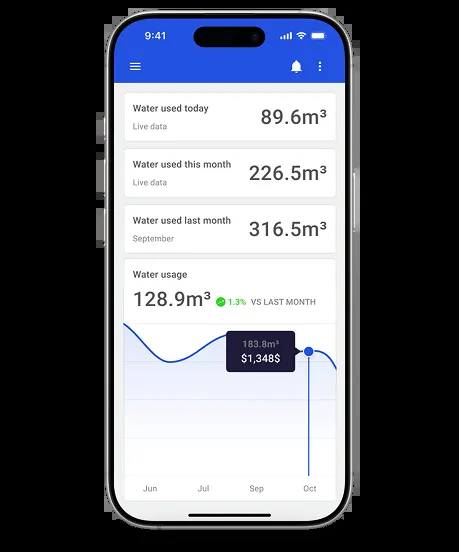 9:41
Water used today
Live data
89.6m³
Water used this month
Live data
226.5m³
Water used last month
September
316.5m³
Water usage
128.9m³ 1.3% VS LAST MONTH
183.8m³
$1,348$
Jun Jul Sep Oct